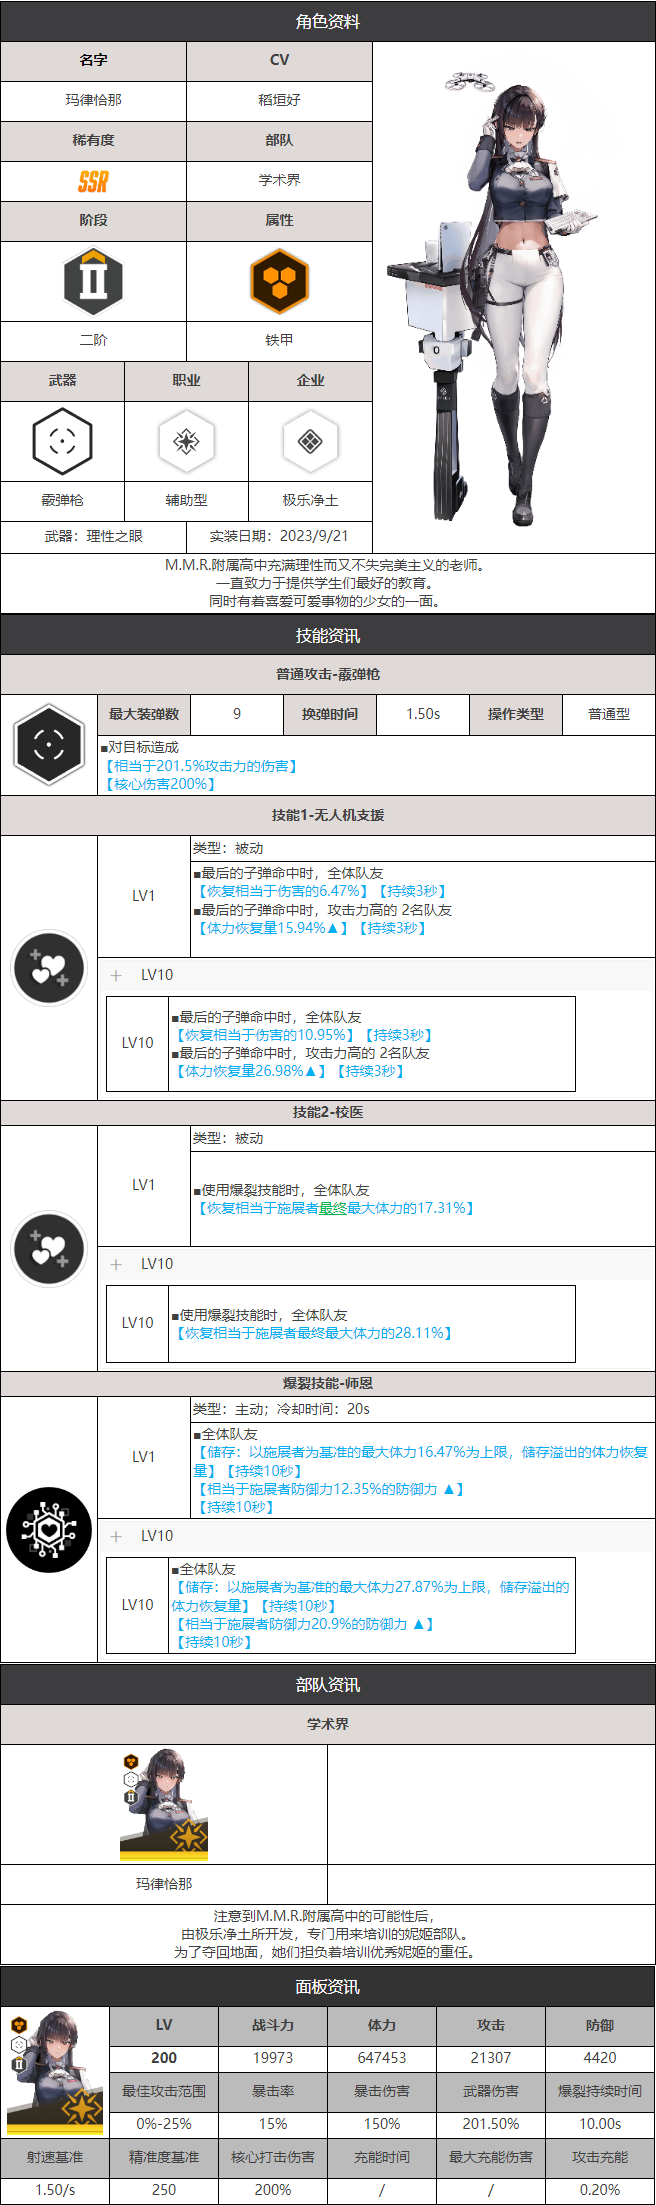 角色资料
名字
CV
玛律恰那
稻垣好
稀有度
部队
SSR
学术界
阶段
属性
二阶
铁甲
武器
职业
企业
霰弹枪
辅助型
极乐净土
武器：理性之眼
实装日期：2023/9/21
M.M.R.附属高中充满理性而又不失完美主义的老师。
一直致力于提供学生们最好的教育。
同时有着喜爱可爱事物的少女的一面。
技能资讯
普通攻击-霰弹枪
最大装弹数
9
换弹时间
1.50s
操作类型
普通型
■对目标造成
【相当于201.5%攻击力的伤害】
【核心伤害200%】
技能1-无人机支援
类型：被动
LV1
■最后的子弹命中时，全体队友
【恢复相当于伤害的6.47%】【持续3秒】
■最后的子弹命中时，攻击力高的 2名队友
【体力恢复量15.94%▲】【持续3秒】
+ LV10
LV10
■最后的子弹命中时，全体队友
【恢复相当于伤害的10.95%】【持续3秒】
■最后的子弹命中时，攻击力高的 2名队友
【体力恢复量26.98%▲】【持续3秒】
技能2-校医
类型：被动
LV1
■使用爆裂技能时，全体队友
【恢复相当于施展者最终最大体力的17.31%】
+ LV10
LV10
■使用爆裂技能时，全体队友
【恢复相当于施展者最终最大体力的28.11%】
爆裂技能-师恩
类型：主动；冷却时间：20s
LV1
■全体队友
【储存：以施展者为基准的最大体力16.47%为上限，储存溢出的体力恢复
量】【持续10秒】
【相当于施展者防御力12.35%的防御力 ▲】
【持续10秒】
+ LV10
LV10
■全体队友
【储存：以施展者为基准的最大体力27.87%为上限，储存溢出的
体力恢复量】【持续10秒】
【相当于施展者防御力20.9%的防御力 ▲】
【持续10秒】
部队资讯
学术界
玛律恰那
注意到M.M.R.附属高中的可能性后，
由极乐净土所开发，专门用来培训的妮姬部队。
为了夺回地面，她们担负着培训优秀妮姬的重任。
面板资讯
LV
战斗力
体力
攻击
防御
200
19973
647453
21307
4420
最佳攻击范围
暴击率
暴击伤害
武器伤害
爆裂持续时间
0%-25%
15%
150%
201.50%
10.00s
射速基准
精准度基准
核心打击伤害
充能时间
最大充能伤害
攻击充能
1.50/s
250
200%
/
/
0.20%